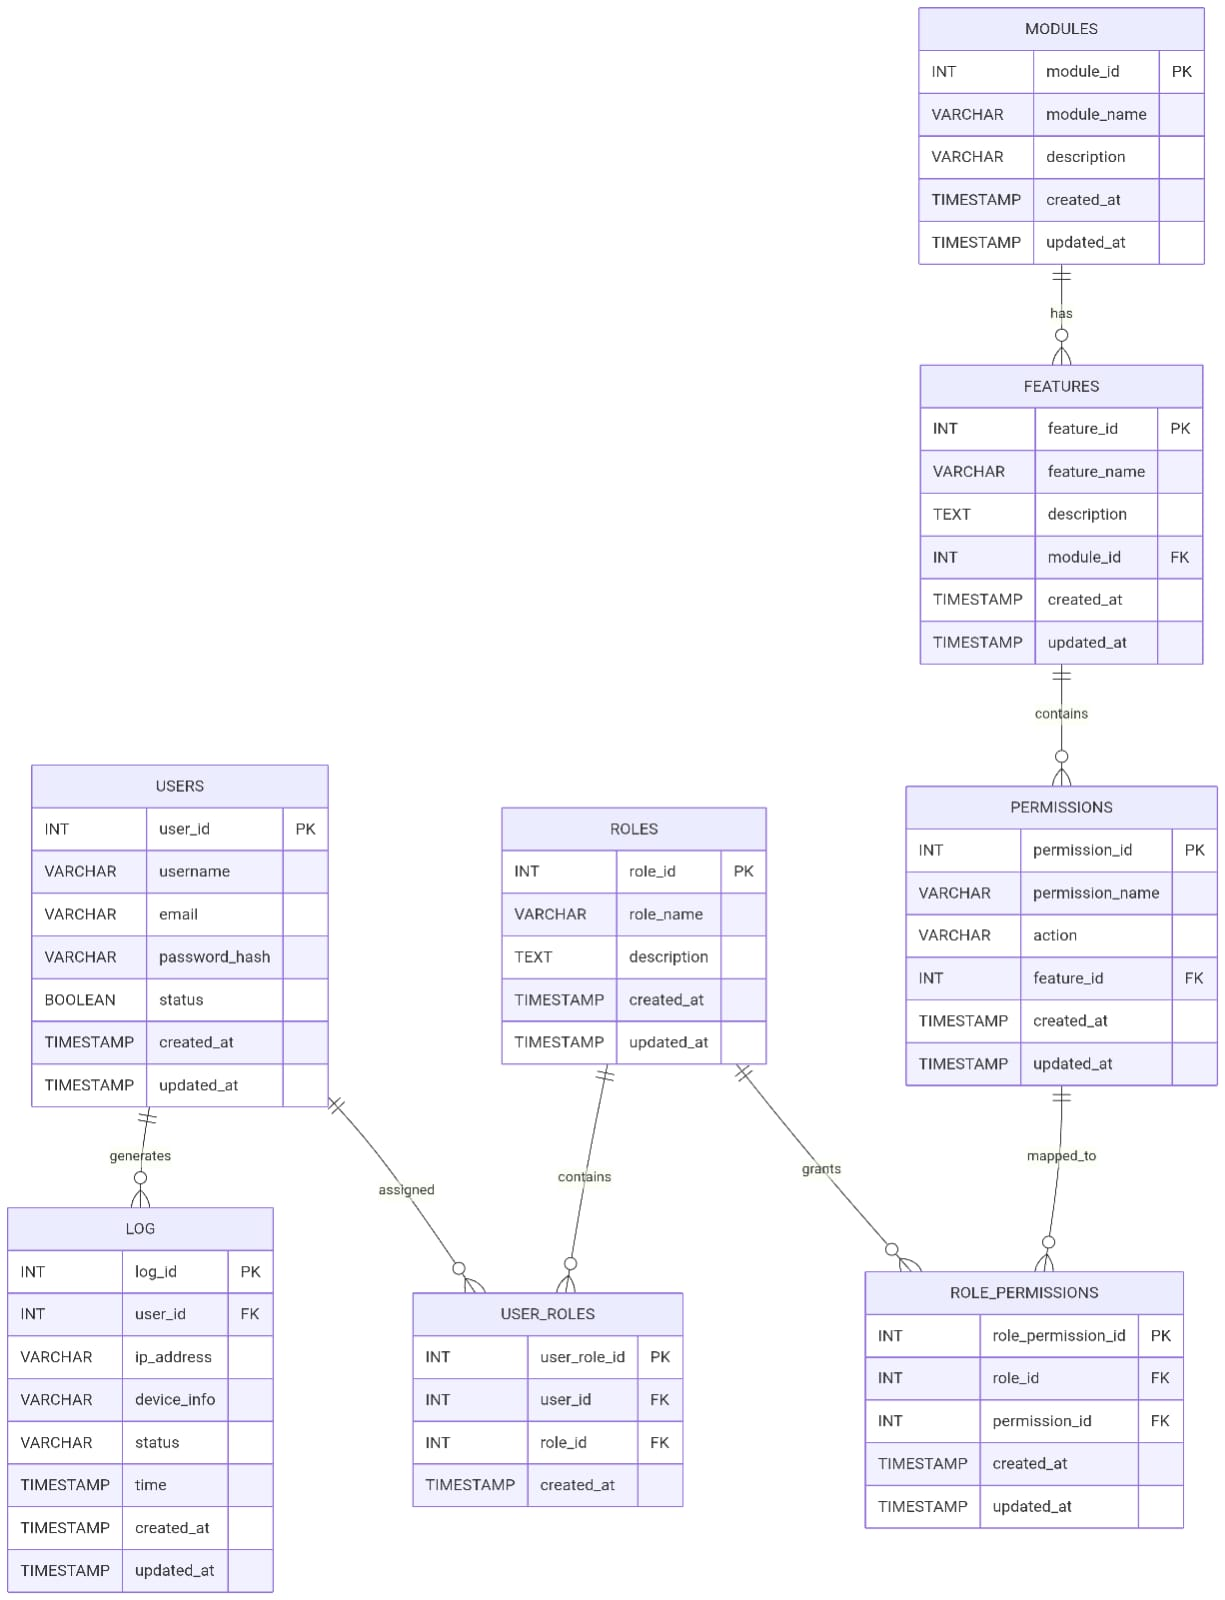 MODULES
INT module_id PK
VARCHAR module_name
VARCHAR description
TIMESTAMP created_at
TIMESTAMP updated_at
has
FEATURES
INT feature_id PK
VARCHAR feature_name
TEXT description
INT module_id FK
TIMESTAMP created_at
TIMESTAMP updated_at
contains
USERS
INT user_id PK
VARCHAR username
VARCHAR email
VARCHAR password_hash
BOOLEAN status
TIMESTAMP created_at
TIMESTAMP updated_at
ROLES
INT role_id PK
VARCHAR role_name
TEXT description
TIMESTAMP created_at
TIMESTAMP updated_at
PERMISSIONS
INT permission_id PK
VARCHAR permission_name
VARCHAR action
INT feature_id FK
TIMESTAMP created_at
TIMESTAMP updated_at
generates
assigned
contains
grants
mapped_to
LOG
INT log_id PK
INT user_id FK
VARCHAR ip_address
VARCHAR device_info
VARCHAR status
TIMESTAMP time
TIMESTAMP created_at
TIMESTAMP updated_at
USER_ROLES
INT user_role_id PK
INT user_id FK
INT role_id FK
TIMESTAMP created_at
ROLE_PERMISSIONS
INT role_permission_id PK
INT role_id FK
INT permission_id FK
TIMESTAMP created_at
TIMESTAMP updated_at